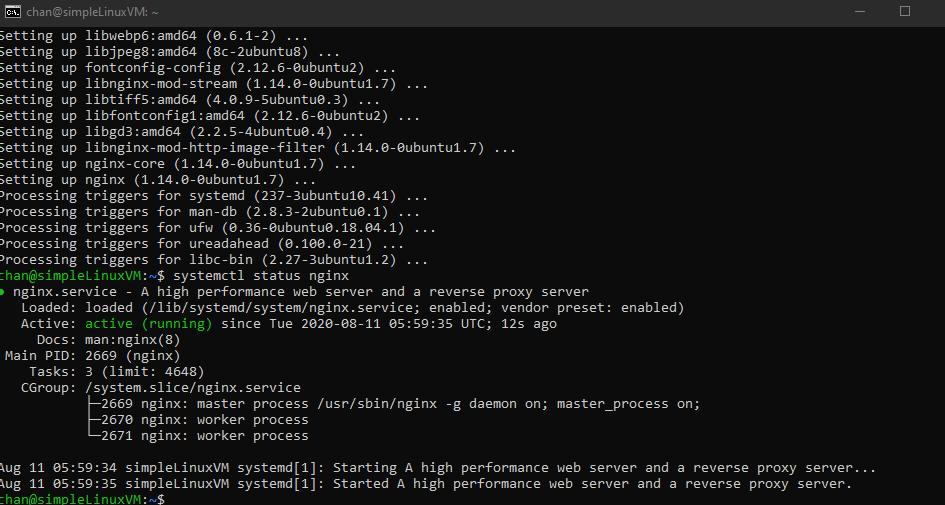 chan@simpleLinuxVM: ~
Setting up libwebp6:amd64 (0.6.1-2) ...
Setting up libjpeg8:amd64 (8c-2ubuntu8) ...
Setting up fontconfig-config (2.12.6-0ubuntu2) ...
Setting up libnginx-mod-stream (1.14.0-0ubuntu1.7) ...
Setting up libtiff5:amd64 (4.0.9-5ubuntu0.3) ...
Setting up libfontconfig1:amd64 (2.12.6-0ubuntu2) ...
Setting up libgd3:amd64 (2.2.5-4ubuntu0.4) ...
Setting up libnginx-mod-http-image-filter (1.14.0-0ubuntu1.7) ...
Setting up nginx-core (1.14.0-0ubuntu1.7) ...
Setting up nginx (1.14.0-0ubuntu1.7) ...
Processing triggers for systemd (237-3ubuntu10.41) ...
Processing triggers for man-db (2.8.3-2ubuntu0.1) ...
Processing triggers for ufw (0.36-0ubuntu0.18.04.1) ...
Processing triggers for ureadahead (0.100.0-21) ...
Processing triggers for libc-bin (2.27-3ubuntu1.2) ...
chan@simpleLinuxVM:~$ systemctl status nginx
● nginx.service - A high performance web server and a reverse proxy server
   Loaded: loaded (/lib/systemd/system/nginx.service; enabled; vendor preset: enabled)
   Active: active (running) since Tue 2020-08-11 05:59:35 UTC; 12s ago
     Docs: man:nginx(8)
 Main PID: 2669 (nginx)
    Tasks: 3 (limit: 4648)
   CGroup: /system.slice/nginx.service
           ├─2669 nginx: master process /usr/sbin/nginx -g daemon on; master_process on;
           ├─2670 nginx: worker process
           └─2671 nginx: worker process
Aug 11 05:59:34 simpleLinuxVM systemd[1]: Starting A high performance web server and a reverse proxy server...
Aug 11 05:59:35 simpleLinuxVM systemd[1]: Started A high performance web server and a reverse proxy server.
chan@simpleLinuxVM:~$